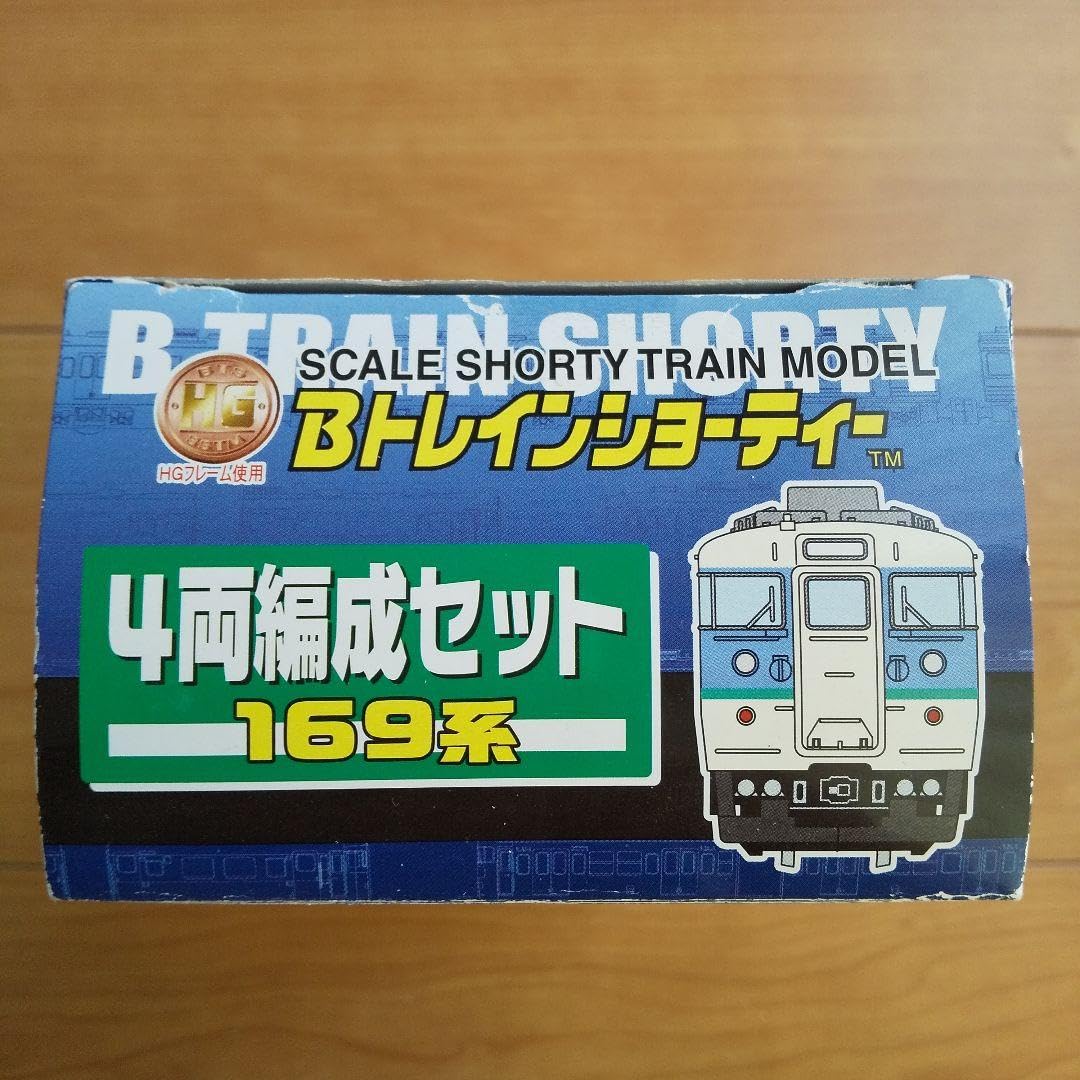 B TRAIN SHORTY
SCALE SHORTY TRAIN MODEL
BTS
HG
Bトレインショーティー TM
HGフレーム使用
4両編成セット
169系